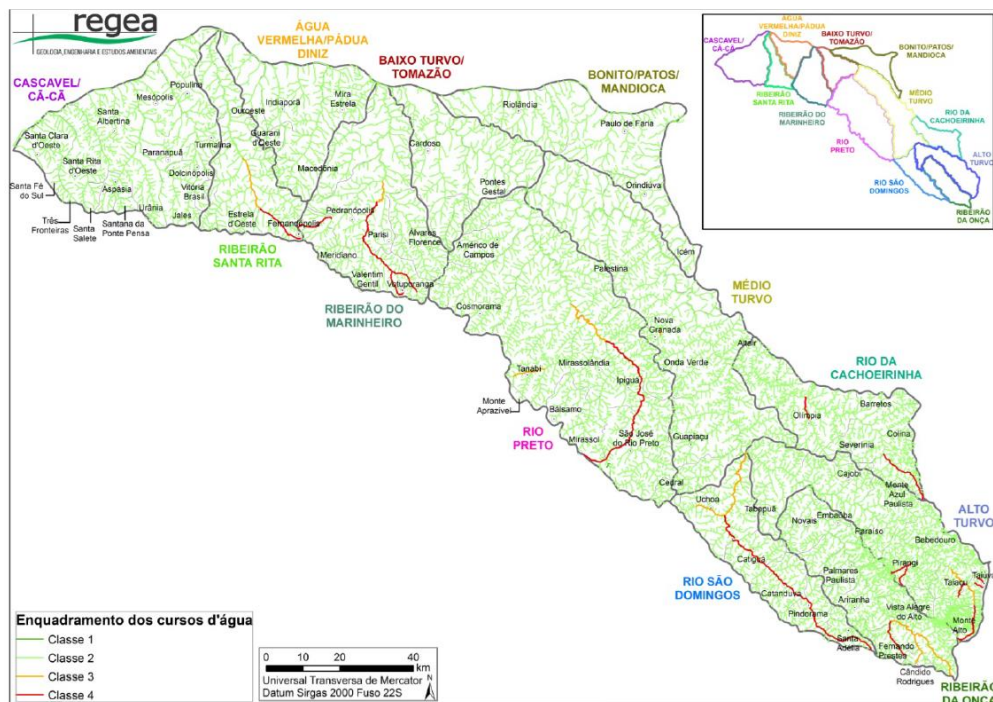 regea
GEOLOGIA, ENGENHARIA E ESTUDOS AMBIENTAIS
ÁGUA
VERMELHA/PÁDUA
DINIZ
BAIXO TURVO/
TOMAZÃO
CASCAVEL/
CÃ-CÃ
BONITO/PATOS/
MANDIOCA
ÁGUA
VERMELHA/PÁDUA
DINIZ
BAIXO TURVO/
TOMAZÃO
CASCAVEL/
CÃ-CÃ
BONITO/PATOS/
MANDIOCA
RIBEIRÃO
SANTA RITA
MÉDIO
TURVO
RIBEIRÃO DO
MARINHEIRO
RIO DA
CACHOEIRINHA
RIO
PRETO
ALTO
TURVO
RIO SÃO
DOMINGOS
RIBEIRÃO
DA ONÇA
Populina
Mesópolis
Santa
Albertina
Ouroeste
Indiaporã
Mira
Estrela
Riolândia
Paulo de Faria
Santa Clara
d'Oeste
Guarani
d'Oeste
Turmalina
Paranapuã
Cardoso
Santa Rita
d'Oeste
Dolcinópolis
Macedônia
Santa Fé
do Sul
Aspasia
Vitória
Brasil
Pontes
Gestal
Orindiúva
Urânia
Jales
Estrela
d'Oeste
Fernandópolis
Pedranópolis
Três
Fronteiras
Santa
Salete
Santana da
Ponte Pensa
Parisi
Álvares
Florence
Américo de
Campos
Meridiano
RIBEIRÃO
SANTA RITA
Valentim
Gentil
Votuporanga
Icém
Palestina
RIBEIRÃO DO
MARINHEIRO
Cosmorama
MÉDIO
TURVO
Nova
Granada
Altair
Mirassolândia
Onda Verde
Tanabi
Ipiguá
RIO DA
CACHOEIRINHA
Monte
Aprazível
Bálsamo
Olímpia
Barretos
RIO
PRETO
Mirassol
São José
do Rio Preto
Guapiaçu
Severínia
Colina
Cedral
Cajobi
Monte
Azul
Paulista
Uchoa
Tabapuã
Novais
Embaúba
Paraíso
ALTO
TURVO
Bebedouro
Catiguá
Pirangi
Palmares
Paulista
Taiaçu
Taiuva
RIO SÃO
DOMINGOS
Catanduva
Ariranha
Pindorama
Vista Alegre
do Alto
Monte
Alto
Santa
Adélia
Fernando
Prestes
Cândido
Rodrigues
RIBEIRÃO
DA ONÇA
Enquadramento dos cursos d'água
Classe 1
Classe 2
Classe 3
Classe 4
0 10 20 40
km
Universal Transversa de Mercator
Datum Sirgas 2000 Fuso 22S
N